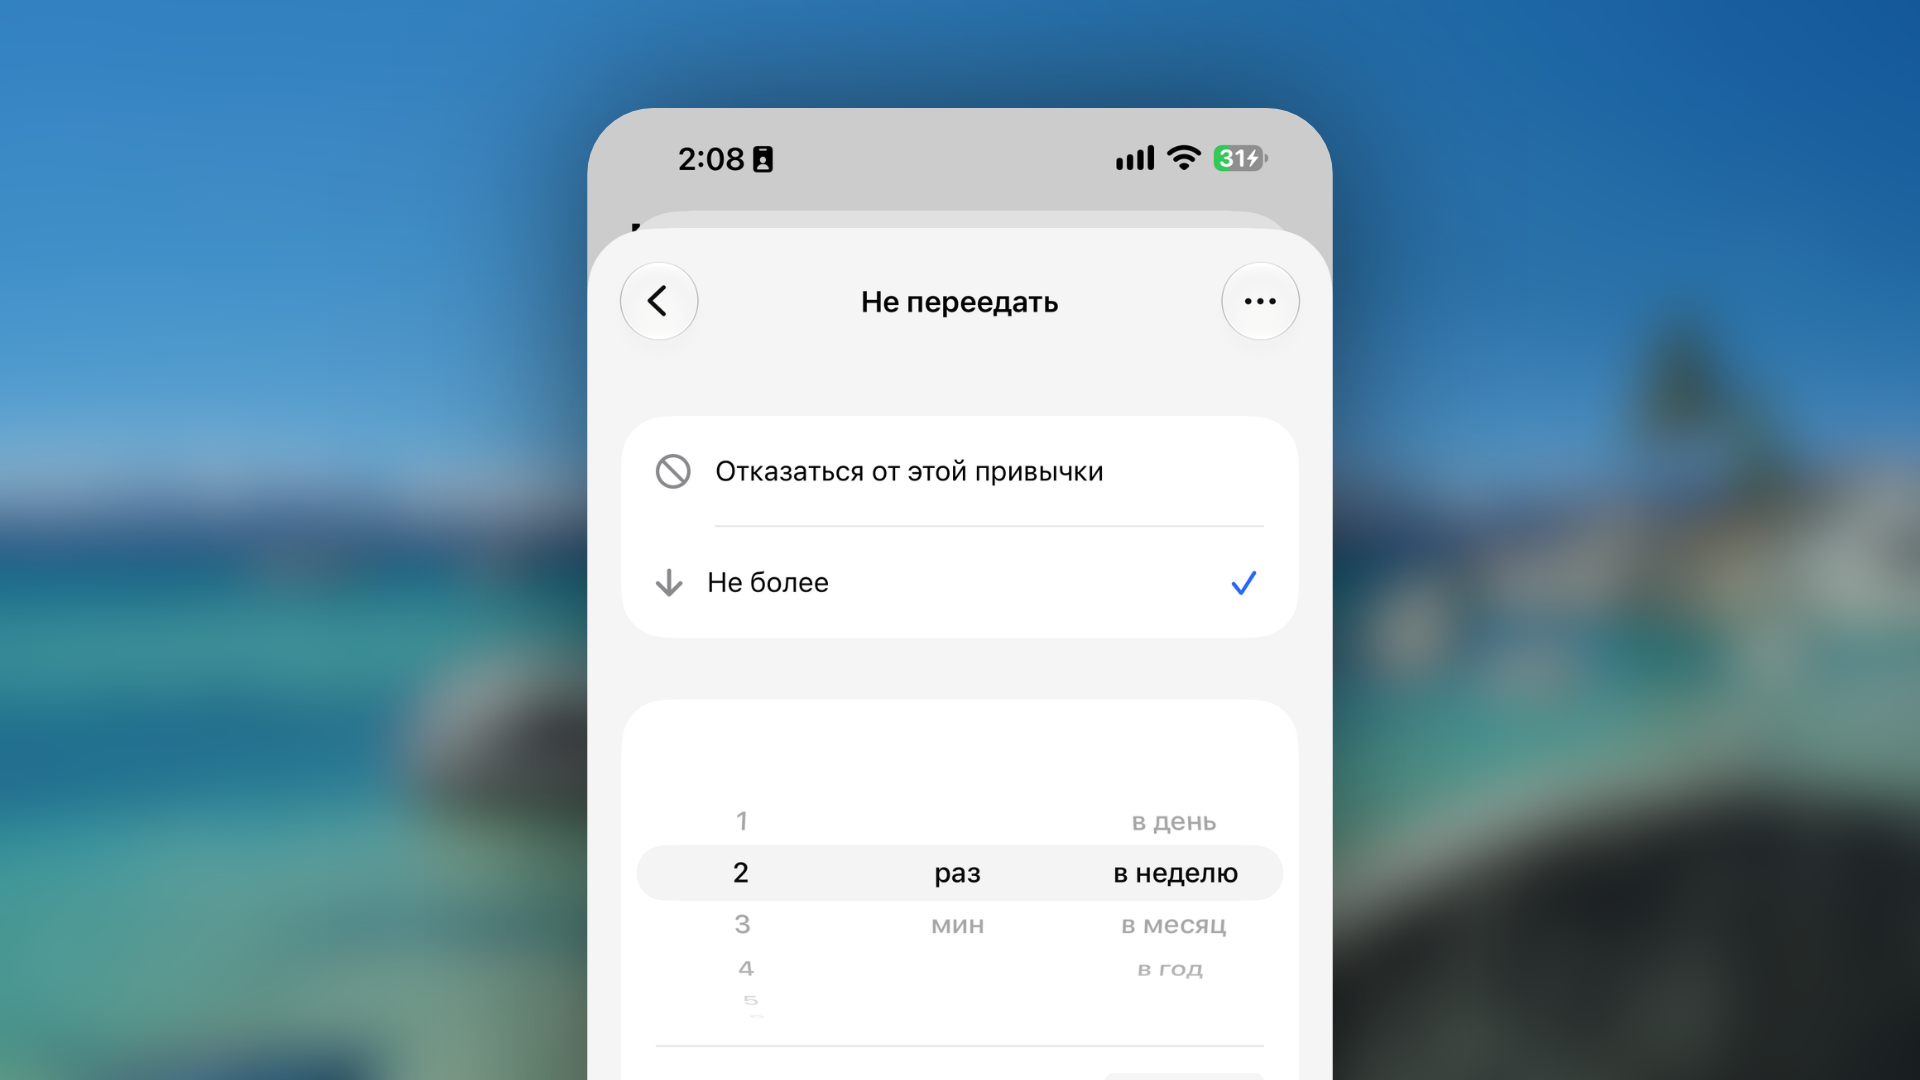 2:08
31
Не переедать
Отказаться от этой привычки
Не более
1 в день
2 раз в неделю
3 мин в месяц
4 в год
5